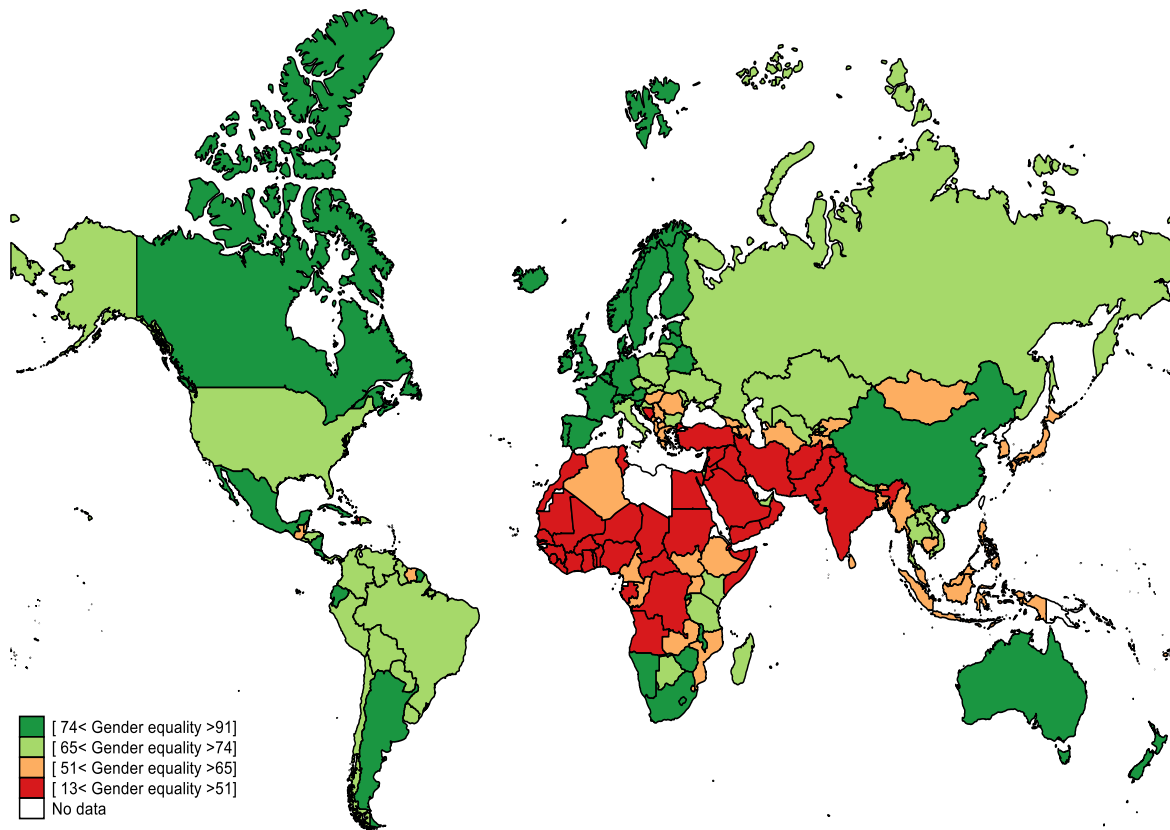 [ 74< Gender equality >91]
[ 65< Gender equality >74]
[ 51< Gender equality >65]
[ 13< Gender equality >51]
No data